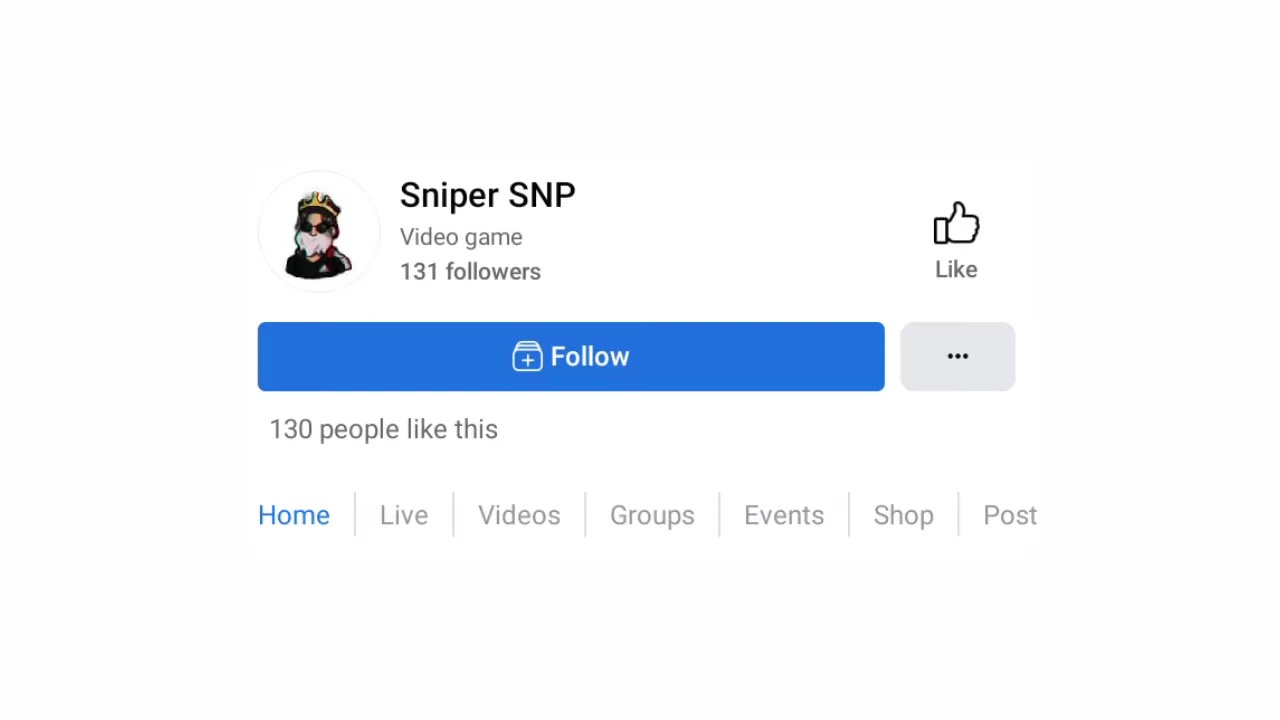 Sniper SNP
Video game
131 followers
Like
Follow
130 people like this
Home Live Videos Groups Events Shop Post